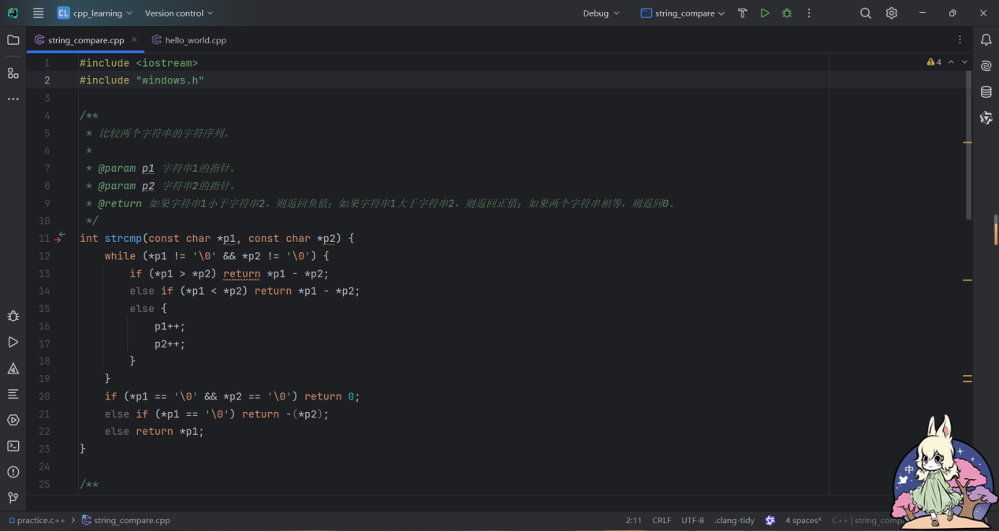 CL cpp_learning Version control Debug string_compare
string_compare.cpp hello_world.cpp
1 #include <iostream>
4
2 #include "windows.h"
3
4 /**
5 * 比较两个字符串的字符序列。
6 *
7 * @param p1 字符串1的指针。
8 * @param p2 字符串2的指针。
9 * @return 如果字符串1小于字符串2，则返回负值；如果字符串1大于字符串2，则返回正值；如果两个字符串相等，则返回0。
10 */
11 int strcmp(const char *p1, const char *p2) {
12 while (*p1 != '\0' && *p2 != '\0') {
13 if (*p1 > *p2) return *p1 - *p2;
14 else if (*p1 < *p2) return *p1 - *p2;
15 else {
16 p1++;
17 p2++;
18 }
19 }
20 if (*p1 == '\0' && *p2 == '\0') return 0;
21 else if (*p1 == '\0') return -(*p2);
22 else return *p1;
23 }
24
25 /**
中
practice.c++ string_compare.cpp 2:11 CRLF UTF-8 .clang-tidy 4 spaces* C++ |